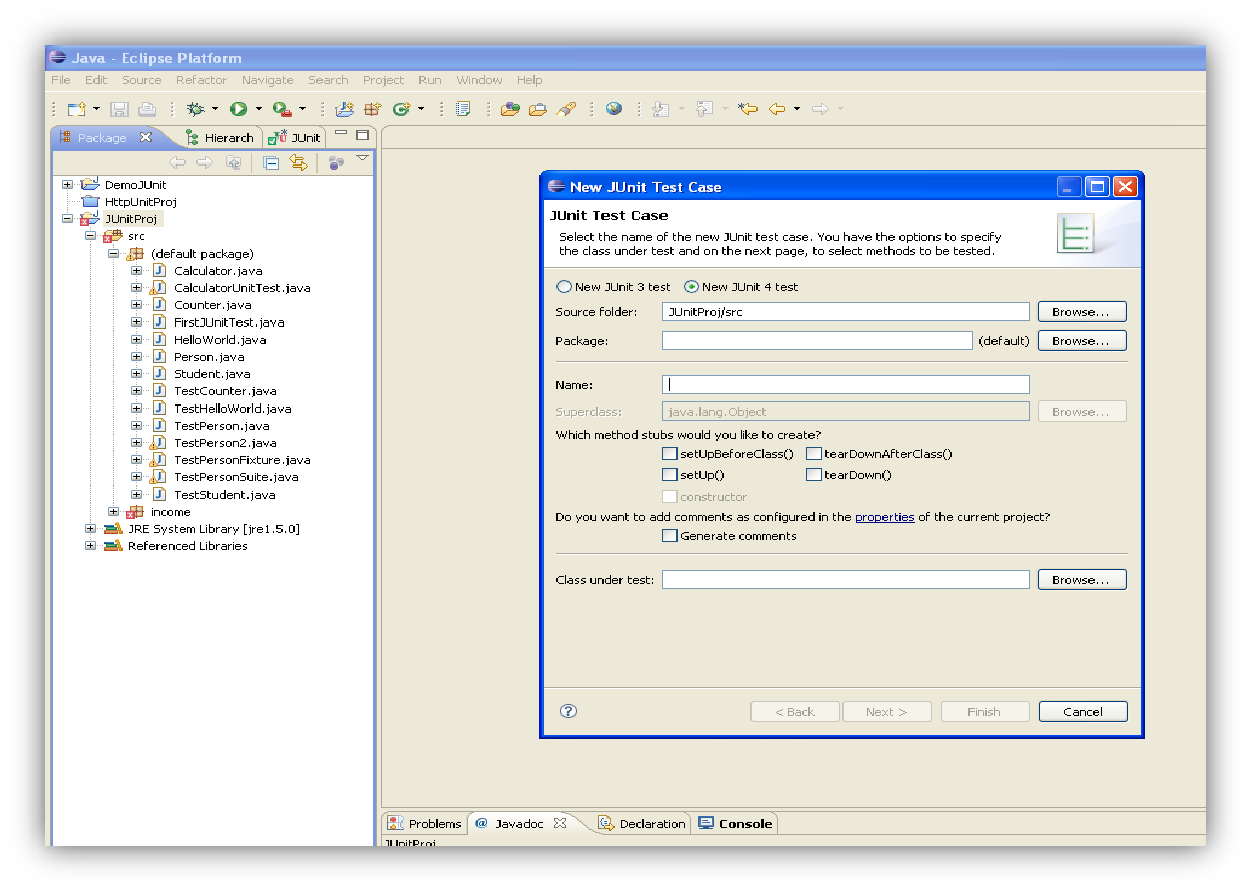 Java - Eclipse Platform
File Edit Source Refactor Navigate Search Project Run Window Help
Package Hierarch JUnit
DemoJUnit
HttpUnitProj
JUnitProj
src
(default package)
Calculator.java
CalculatorUnitTest.java
Counter.java
FirstJUnitTest.java
HelloWorld.java
Person.java
Student.java
TestCounter.java
TestHelloWorld.java
TestPerson.java
TestPerson2.java
TestPersonFixture.java
TestPersonSuite.java
TestStudent.java
income
JRE System Library [jre1.5.0]
Referenced Libraries
New JUnit Test Case
JUnit Test Case
Select the name of the new JUnit test case. You have the options to specify
the class under test and on the next page, to select methods to be tested.
New JUnit 3 test New JUnit 4 test
Source folder: JUnitProj/src Browse...
Package: (default) Browse...
Name:
Superclass: java.lang.Object Browse...
Which method stubs would you like to create?
setUpBeforeClass() tearDownAfterClass()
setUp() tearDown()
constructor
Do you want to add comments as configured in the properties of the current project?
Generate comments
Class under test: Browse...
? < Back Next > Finish Cancel
Problems @ Javadoc Declaration Console
JUnitProj